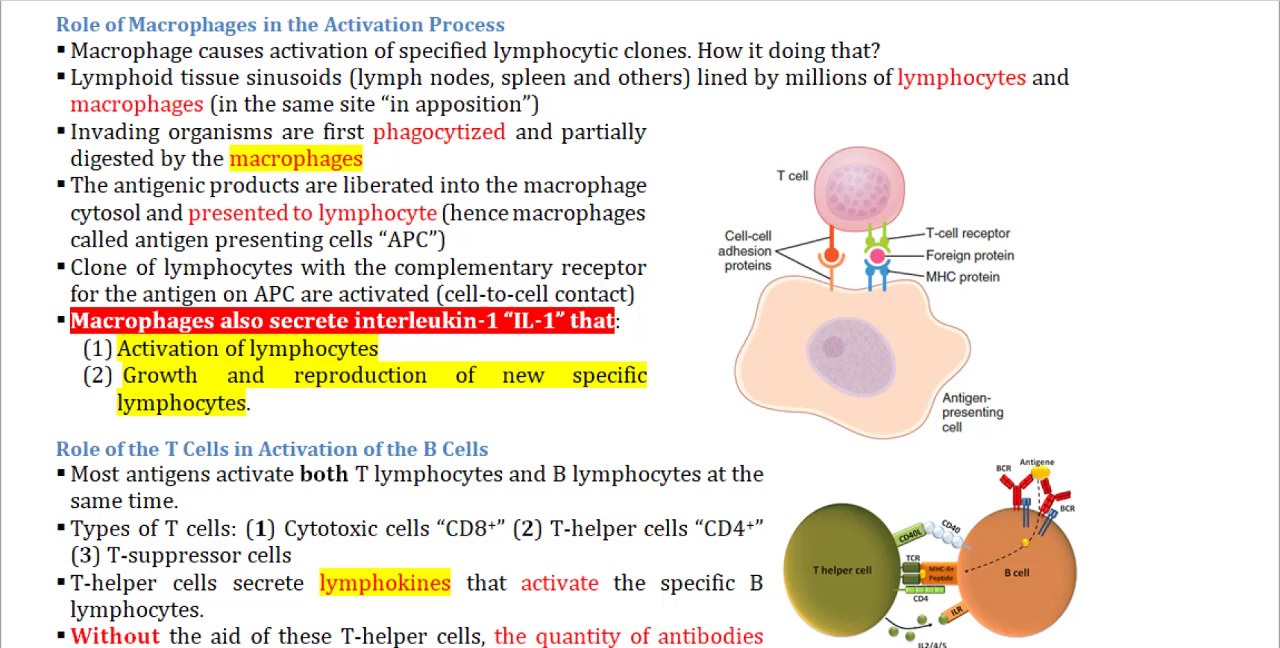 Role of Macrophages in the Activation Process
▪ Macrophage causes activation of specified lymphocytic clones. How it doing that?
▪ Lymphoid tissue sinusoids (lymph nodes, spleen and others) lined by millions of lymphocytes and
macrophages (in the same site “in apposition”)
▪ Invading organisms are first phagocytized and partially
digested by the macrophages
▪ The antigenic products are liberated into the macrophage
cytosol and presented to lymphocyte (hence macrophages
called antigen presenting cells “APC”)
▪ Clone of lymphocytes with the complementary receptor
for the antigen on APC are activated (cell-to-cell contact)
▪ Macrophages also secrete interleukin-1 “IL-1” that:
(1) Activation of lymphocytes
(2) Growth and reproduction of new specific
lymphocytes.
T cell
Cell-cell
adhesion
proteins
T-cell receptor
Foreign protein
MHC protein
Antigen-
presenting
cell
Role of the T Cells in Activation of the B Cells
▪ Most antigens activate both T lymphocytes and B lymphocytes at the
same time.
▪ Types of T cells: (1) Cytotoxic cells “CD8+” (2) T-helper cells “CD4+”
(3) T-suppressor cells
▪ T-helper cells secrete lymphokines that activate the specific B
lymphocytes.
▪ Without the aid of these T-helper cells, the quantity of antibodies
BCR
Antigene
BCR
CD40L
CD40
TCR
MHC-II+
Peptide
CD4
T helper cell
B cell
ILR
IL2/4/5